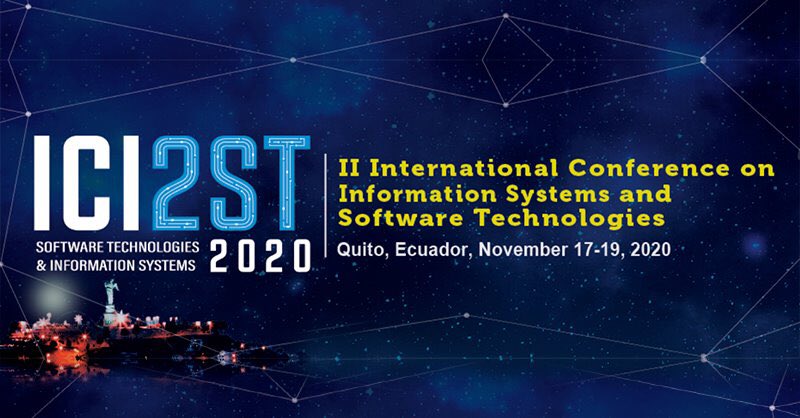 ICI2ST
SOFTWARE TECHNOLOGIES
& INFORMATION SYSTEMS
2020
II International Conference on
Information Systems and
Software Technologies
Quito, Ecuador, November 17-19, 2020